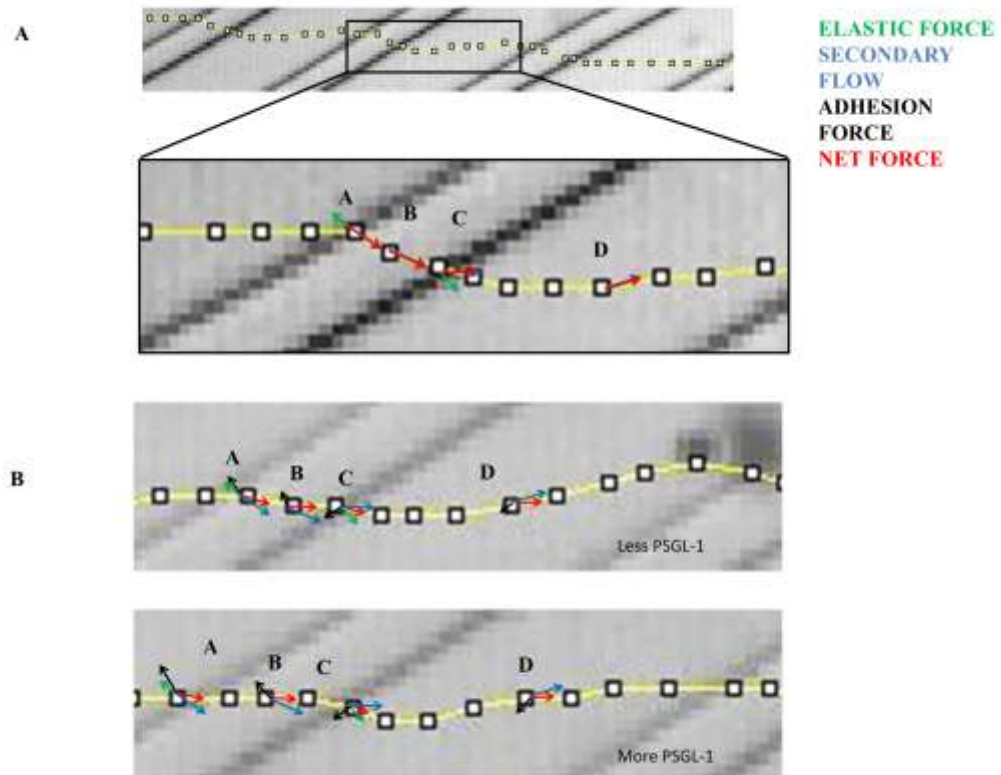 A
ELASTIC FORCE
SECONDARY
FLOW
ADHESION
FORCE
NET FORCE
A
B
C
D
B
A
B
C
D
Less PSGL-1
A
B
C
D
More PSGL-1